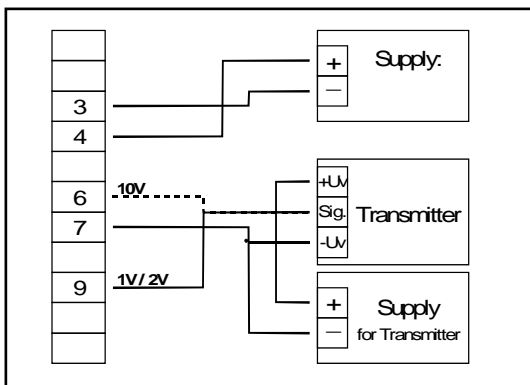 3
4
6
7
9
10V
1V / 2V
+
−
Supply:
+Uv
Sig.
-Uv
Transmitter
+
−
Supply
for Transmitter